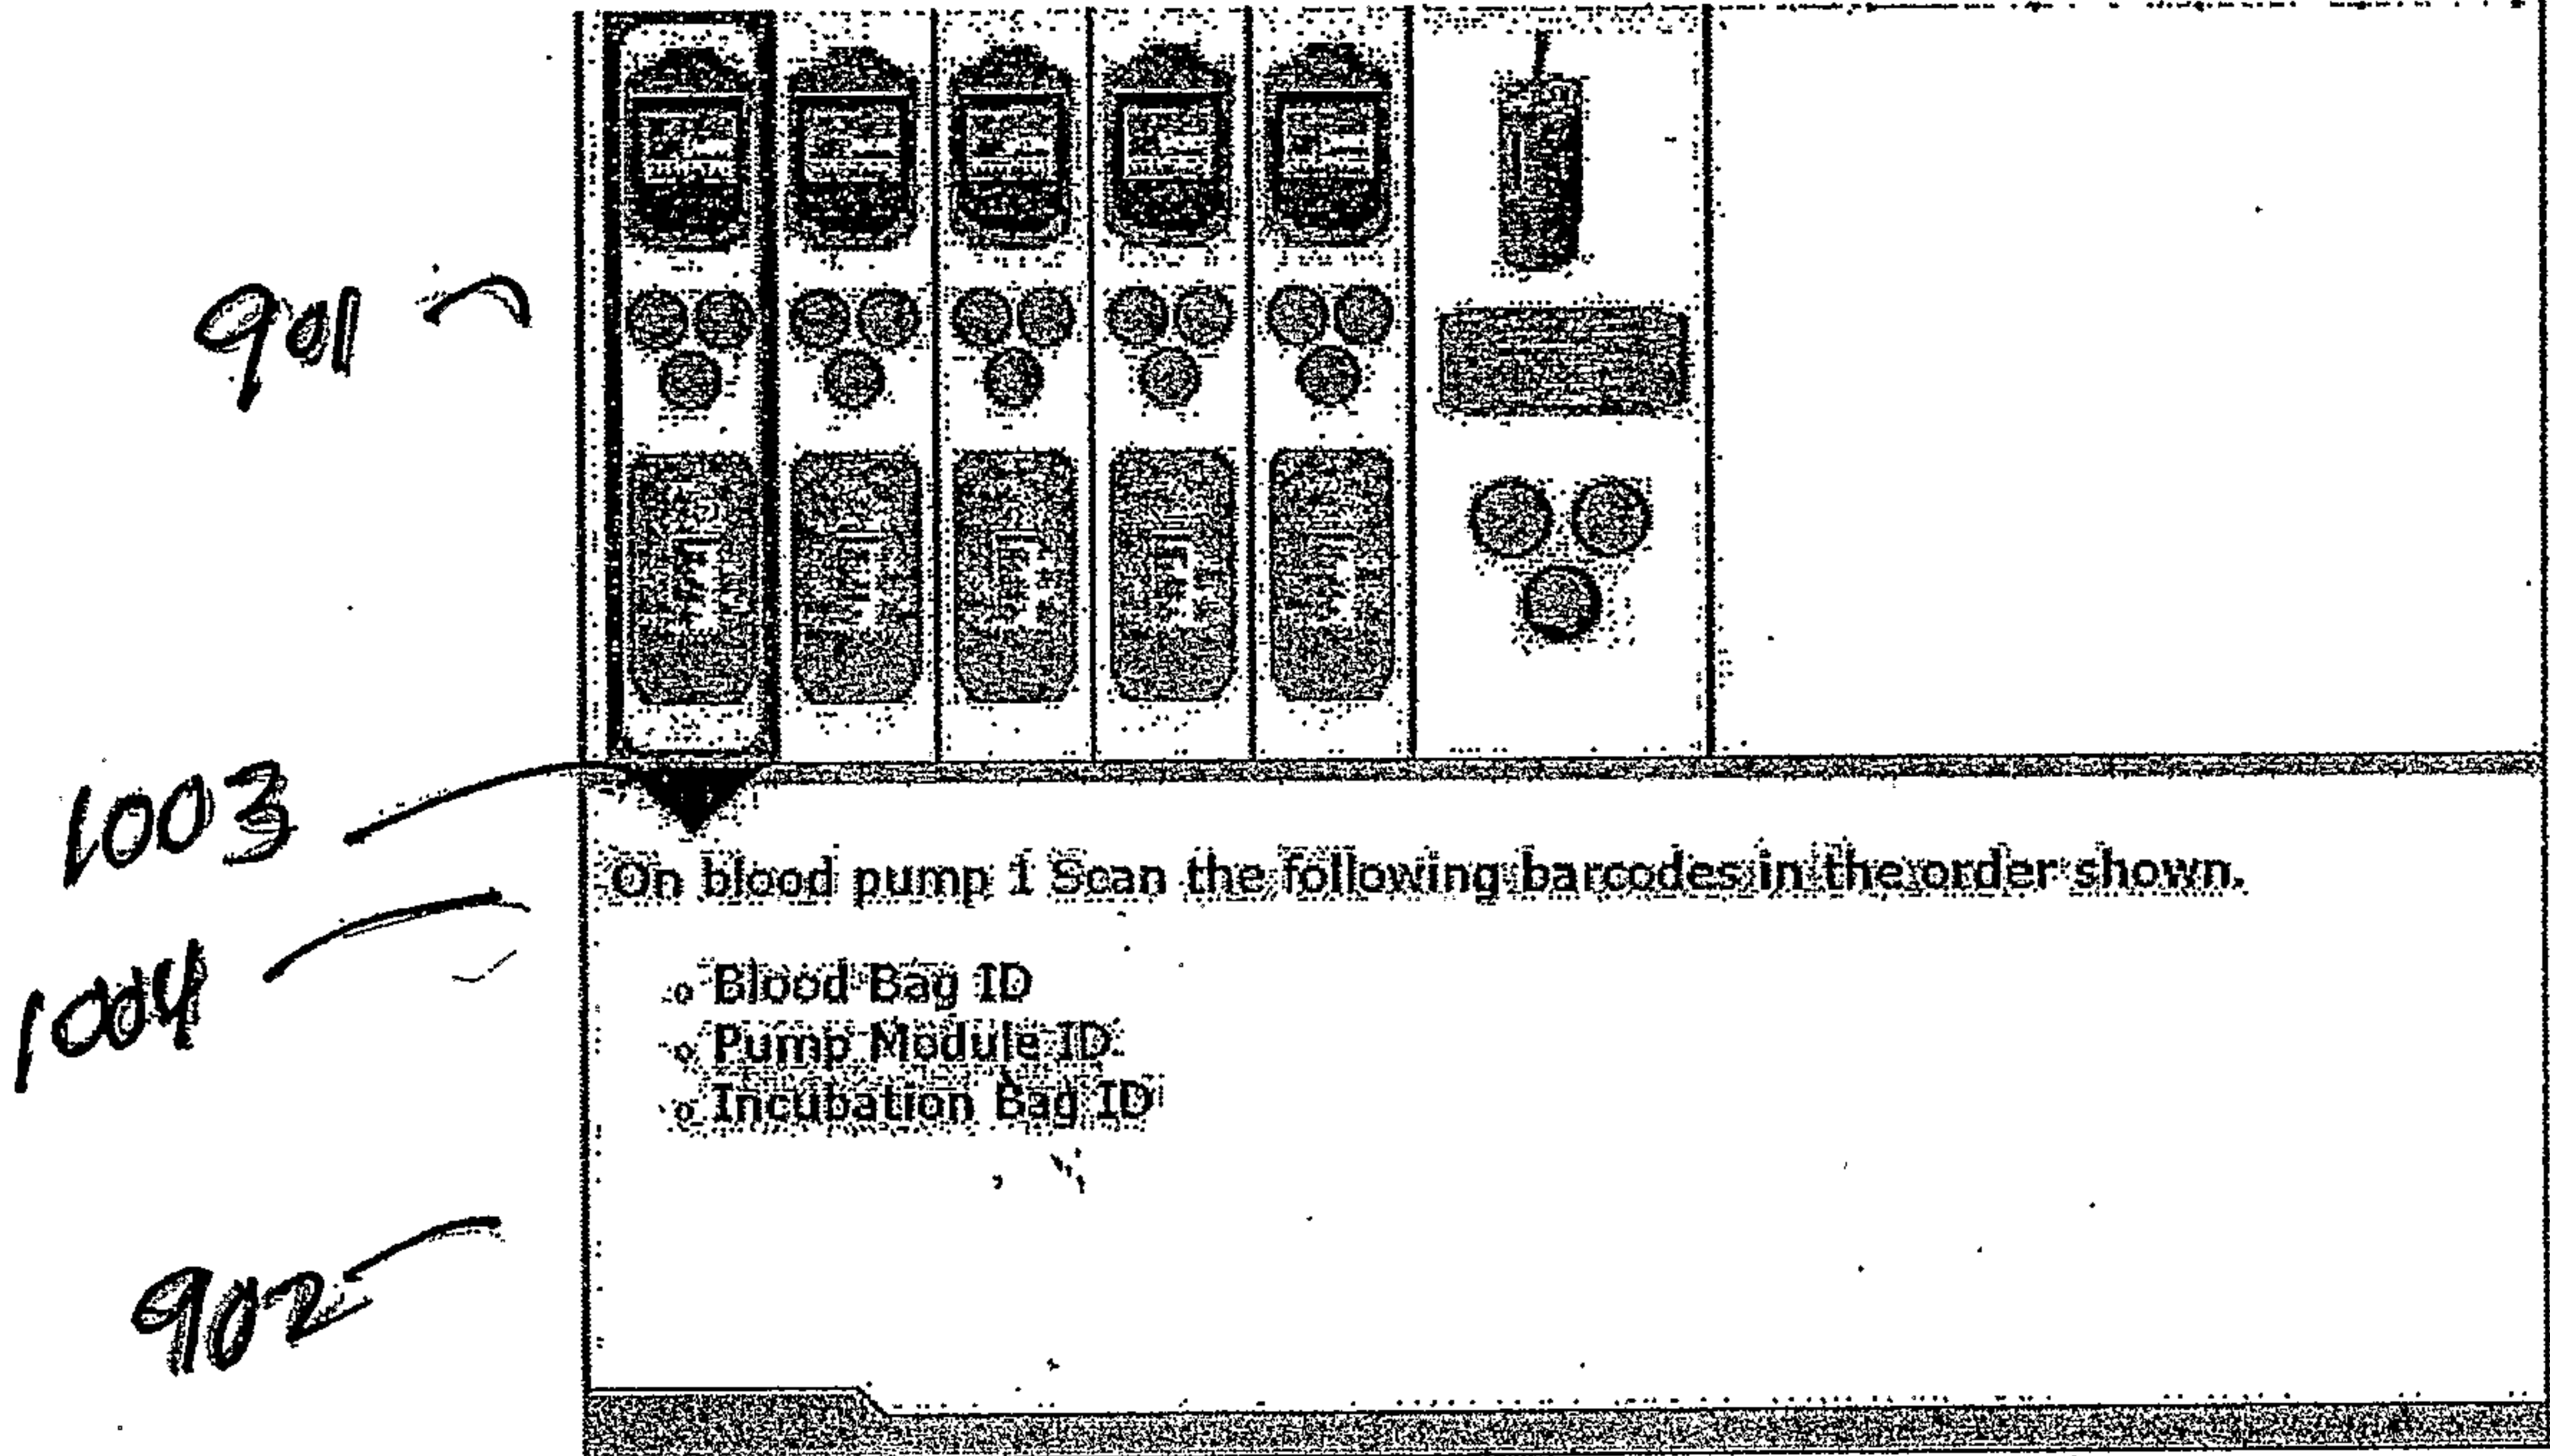 901
1003
On blood pump 1 Scan the following barcodes in the order shown.
1004
o Blood Bag ID
o Pump Module ID
o Incubation Bag ID
902